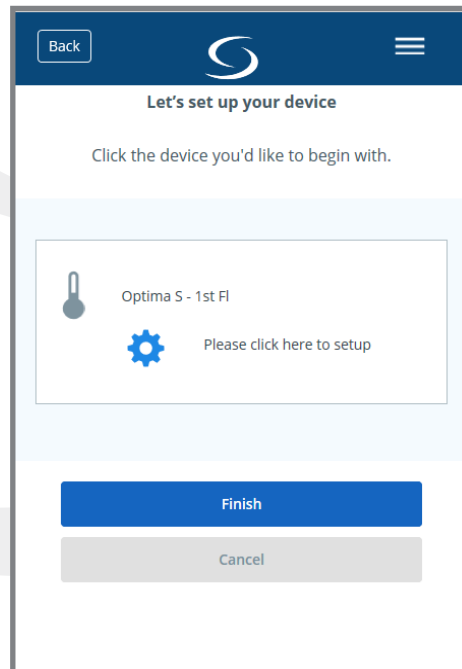 Back
Let’s set up your device
Click the device you'd like to begin with.
Optima S - 1st Fl
Please click here to setup
Finish
Cancel